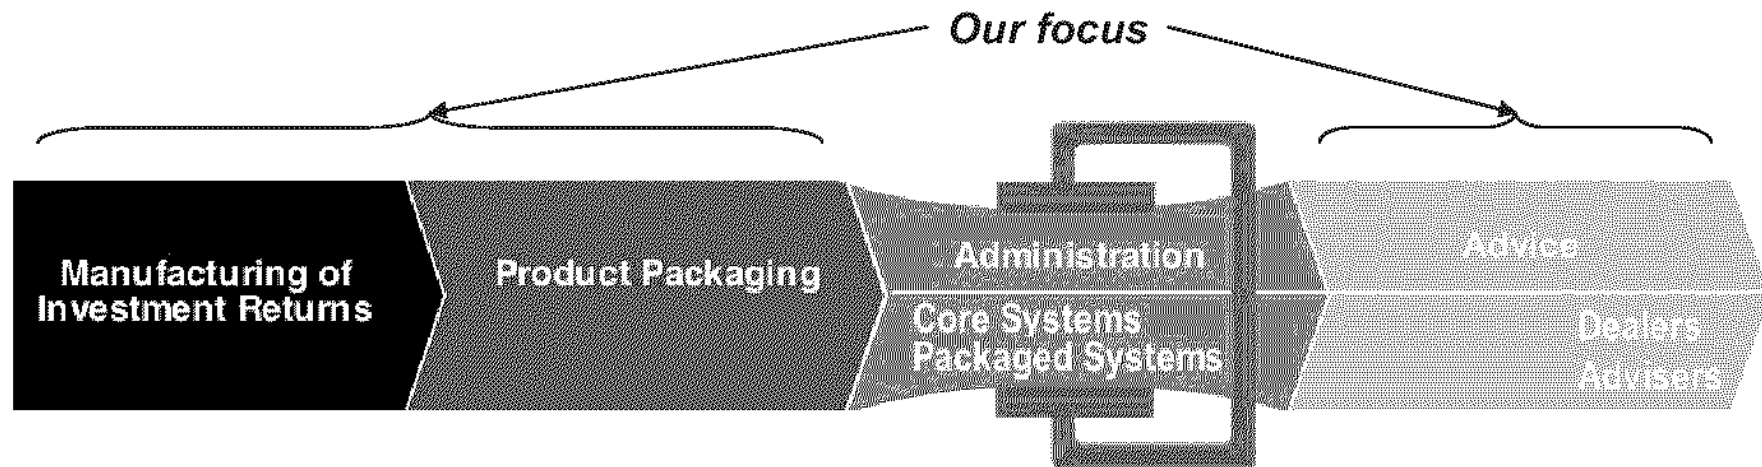 Our focus
Manufacturing of
Investment Returns
Product Packaging
Administration
Core Systems
Packaged Systems
Advice
Dealers
Advisers